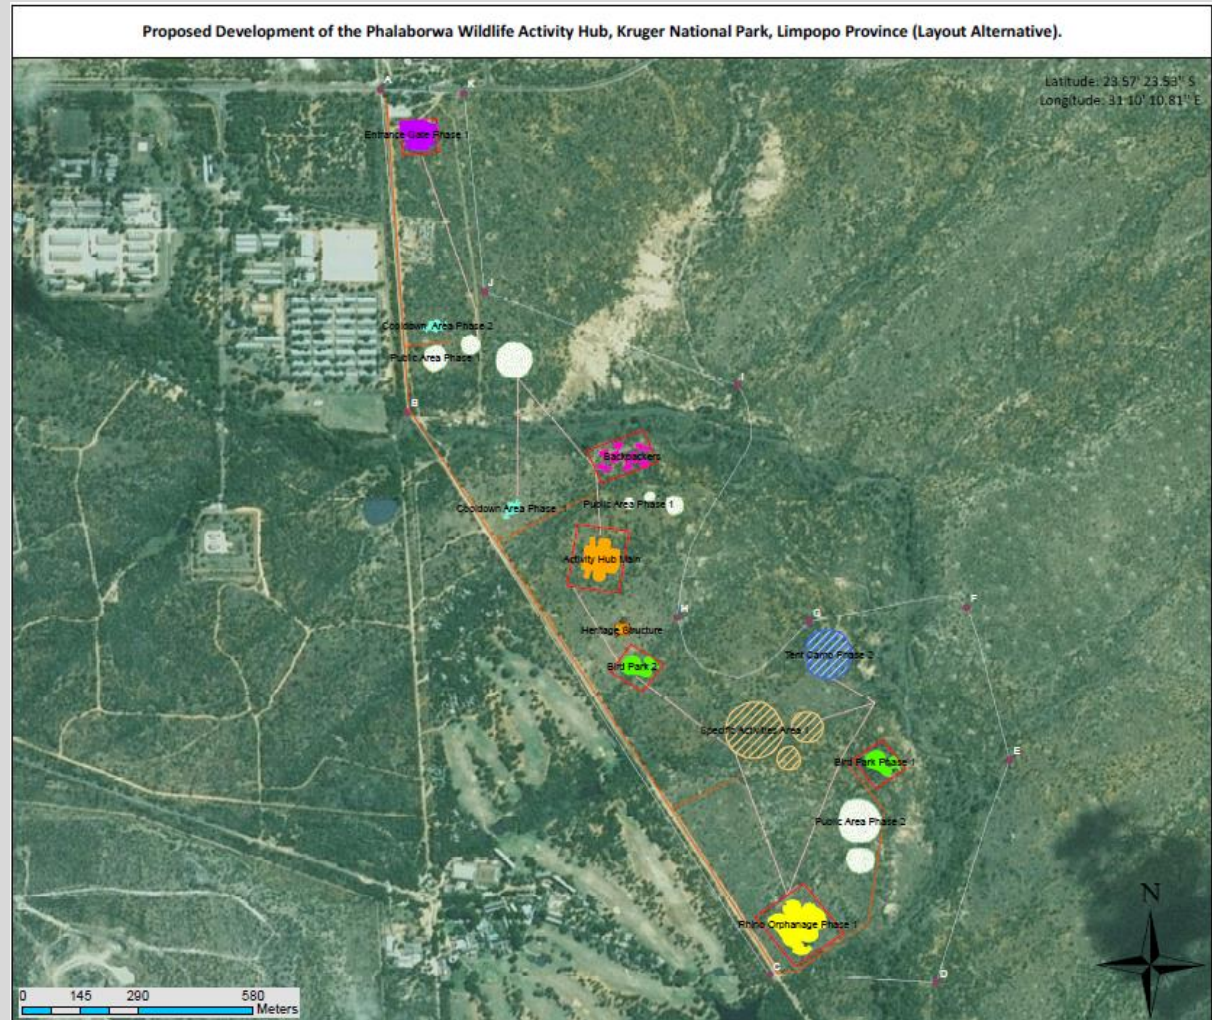 Proposed Development of the Phalaborwa Wildlife Activity Hub, Kruger National Park, Limpopo Province (Layout Alternative).
Latitude: 23.57' 23.53" S
Longitude: 31.10' 10.81" E
A
K
Entrance Gate Phase 1
J
Cooldown Area Phase 2
Public Area Phase 1
I
B
Backpackers
Public Area Phase 1
Cooldown Area Phase 1
Activity Hub Main
F
H
G
Heritage Structure
Tent Camp Phase 2
Bird Park 2
Specific Activities Area 1
E
Bird Park Phase 1
Public Area Phase 2
N
Rhino Orphanage Phase 1
C
D
0 145 290 580
Meters